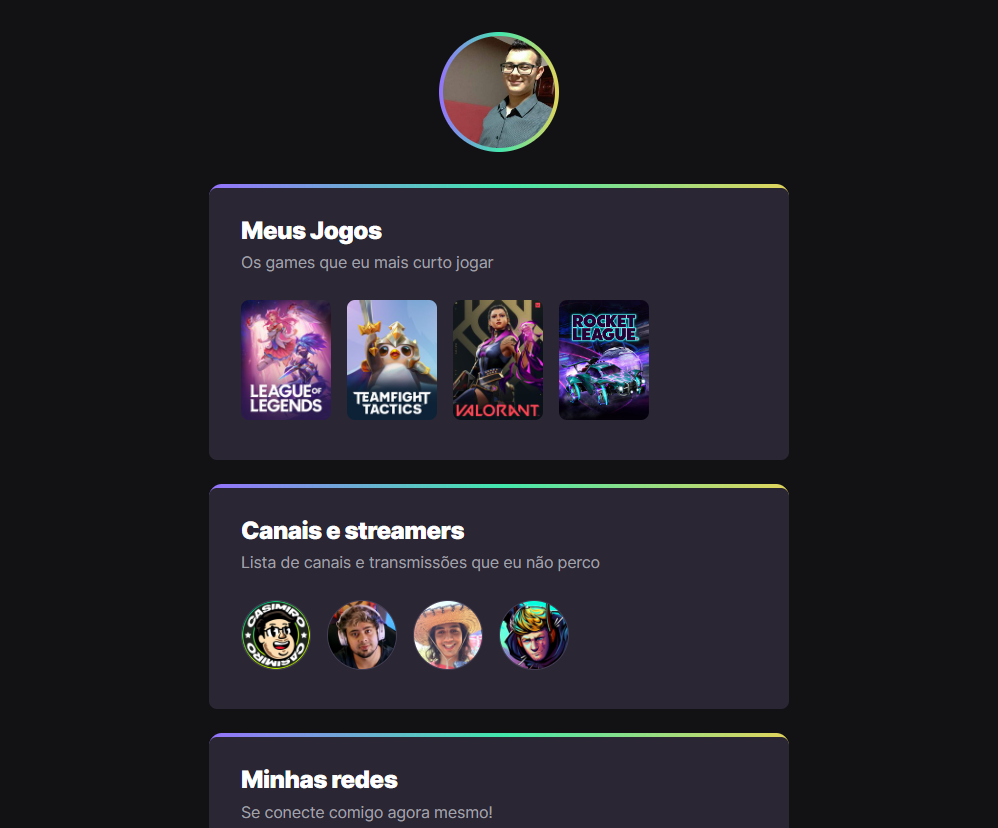 Meus Jogos
Os games que eu mais curto jogar
LEAGUE OF
LEGENDS
TEAMFIGHT
TACTICS
VALORANT
ROCKET
LEAGUE
Canais e streamers
Lista de canais e transmissões que eu não perco
CASIMIRO
CASIMIRO
Minhas redes
Se conecte comigo agora mesmo!